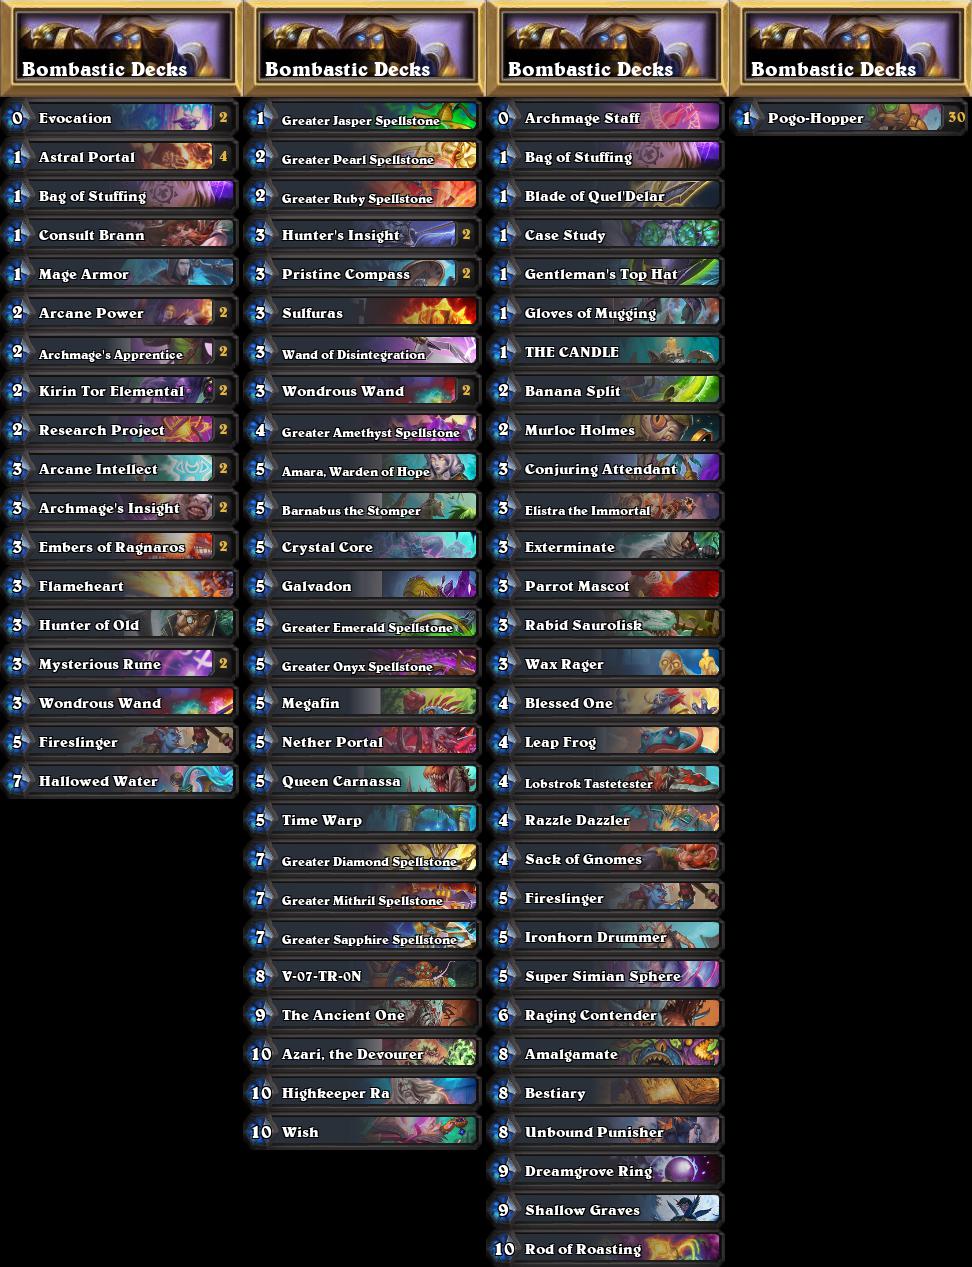 Bombastic Decks
0 Evocation 2
1 Astral Portal 4
1 Bag of Stuffing
1 Consult Brann
1 Mage Armor
2 Arcane Power 2
2 Archmage's Apprentice 2
2 Kirin Tor Elemental 2
2 Research Project 2
3 Arcane Intellect 2
3 Archmage's Insight 2
3 Embers of Ragnaros 2
3 Flameheart
3 Hunter of Old
3 Mysterious Rune 2
3 Wondrous Wand
5 Fireslinger
7 Hallowed Water
Bombastic Decks
1 Greater Jasper Spellstone
2 Greater Pearl Spellstone
2 Greater Ruby Spellstone
3 Hunter's Insight 2
3 Pristine Compass 2
3 Sulfuras
3 Wand of Disintegration
3 Wondrous Wand 2
4 Greater Amethyst Spellstone
5 Amara, Warden of Hope
5 Barnabus the Stomper
5 Crystal Core
5 Galvadon
5 Greater Emerald Spellstone
5 Greater Onyx Spellstone
5 Megafin
5 Nether Portal
5 Queen Carnassa
5 Time Warp
7 Greater Diamond Spellstone
7 Greater Mithril Spellstone
7 Greater Sapphire Spellstone
8 V-07-TR-0N
9 The Ancient One
10 Azari, the Devourer
10 Highkeeper Ra
10 Wish
Bombastic Decks
0 Archmage Staff
1 Bag of Stuffing
1 Blade of Quel'Delar
1 Case Study
1 Gentleman's Top Hat
1 Gloves of Mugging
1 THE CANDLE
2 Banana Split
2 Murloc Holmes
3 Conjuring Attendant
3 Elistra the Immortal
3 Exterminate
3 Parrot Mascot
3 Rabid Saurolisk
3 Wax Rager
4 Blessed One
4 Leap Frog
4 Lobstrok Tastetester
4 Razzle Dazzler
4 Sack of Gnomes
5 Fireslinger
5 Ironhorn Drummer
5 Super Simian Sphere
6 Raging Contender
8 Amalgamate
8 Bestiary
8 Unbound Punisher
9 Dreamgrove Ring
9 Shallow Graves
10 Rod of Roasting
Bombastic Decks
1 Pogo-Hopper 30